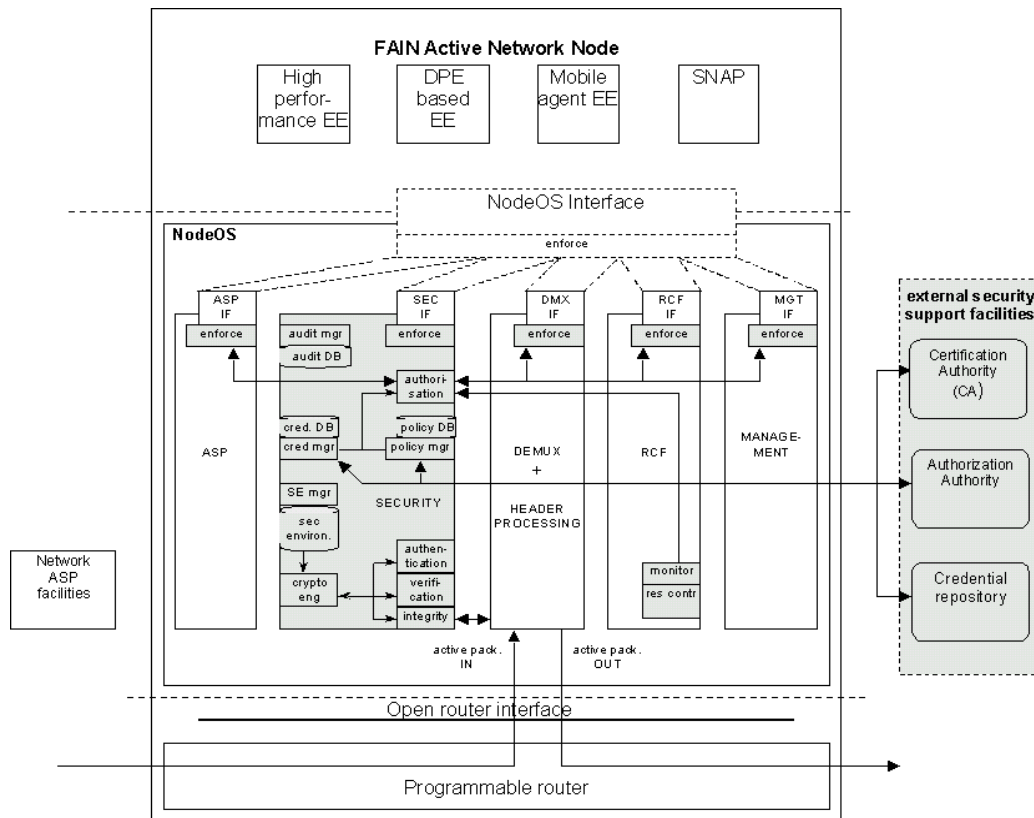 FAIN Active Network Node
High
perfor-
mance EE
DPE
based
EE
Mobile
agent EE
SNAP
NodeOS Interface
NodeOS
enforce
ASP
IF
SEC
IF
DMX
IF
RCF
IF
MGT
IF
enforce
audit mgr
enforce
enforce
enforce
enforce
audit DB
authori-
sation
cred. DB
policy DB
cred mgr
policy mgr
ASP
DEMUX
+
HEADER
PROCESSING
RCF
MANAGE-
MENT
SE mgr
SECURITY
sec
environ.
authen-
tication
crypto
eng
verifi-
cation
integrity
monitor
res contr
external security
support facilities
Certification
Authority
(CA)
Authorization
Authority
Credential
repository
Network
ASP
facilities
active pack.
IN
active pack.
OUT
Open router interface
Programmable router